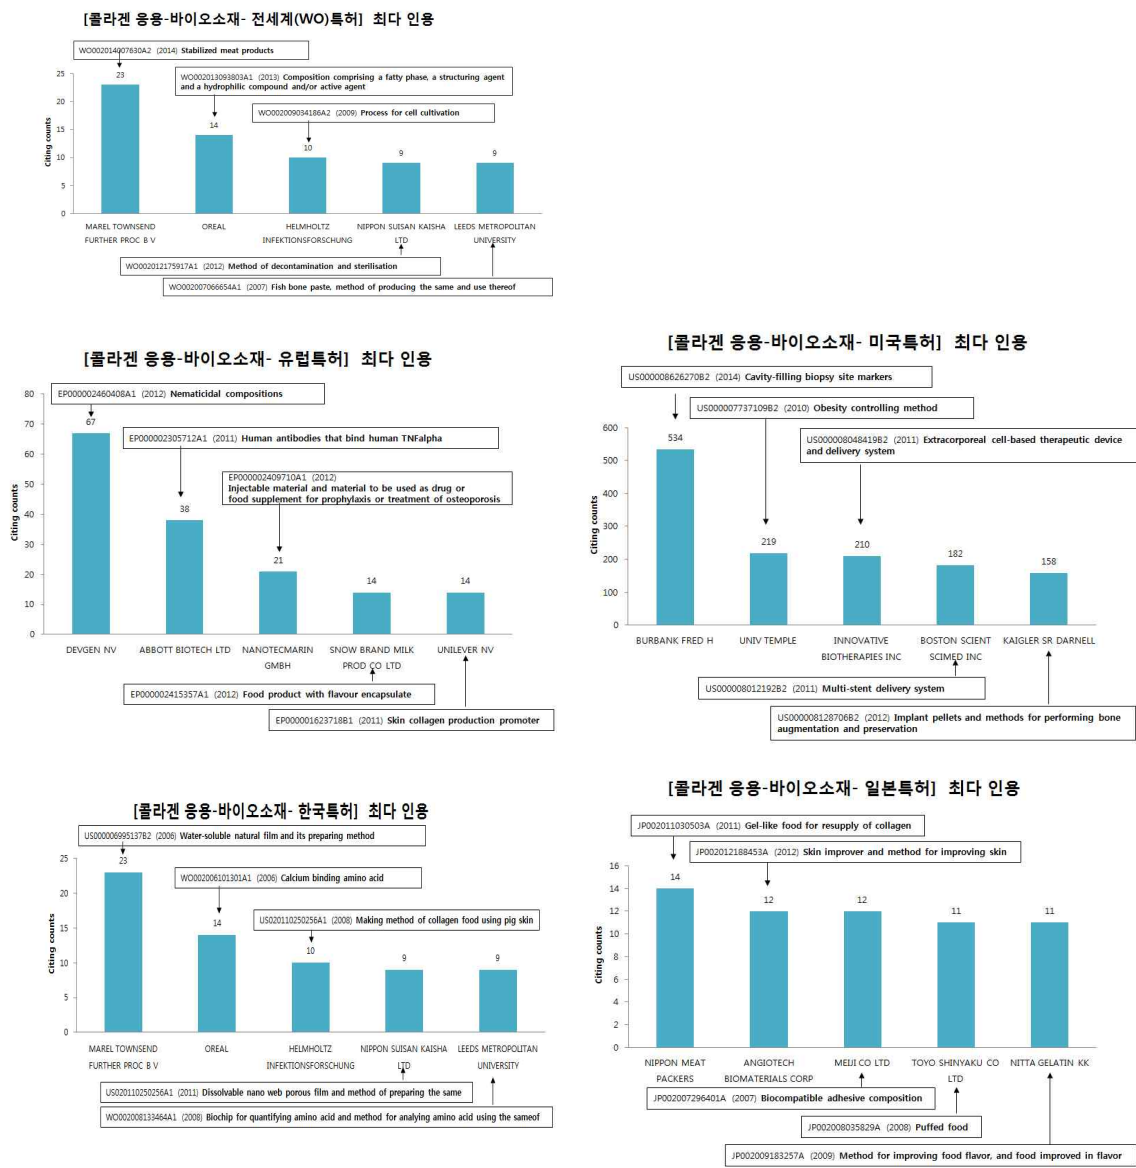 [콜라겐 응용-바이오소재- 전세계(WO)특허] 최다 인용
WO002014007630A2 (2014) Stabilized meat products
WO002013093803A1 (2013) Composition comprising a fatty phase, a structuring agent
and a hydrophilic compound and/or active agent
WO002009034186A2 (2009) Process for cell cultivation
Citing counts
25
20
15
10
5
0
23
14
10
9
9
MAREL TOWNSEND
FURTHER PROC B V
OREAL
HELMHOLTZ
INFEKTIONSFORSCHUNG
NIPPON SUISAN KAISHA
LTD
LEEDS METROPOLITAN
UNIVERSITY
WO002012175917A1 (2012) Method of decontamination and sterilisation
WO002007066654A1 (2007) Fish bone paste, method of producing the same and use thereof
[콜라겐 응용-바이오소재- 유럽특허] 최다 인용
EP000002460408A1 (2012) Nematicidal compositions
EP000002305712A1 (2011) Human antibodies that bind human TNFalpha
EP000002409710A1 (2012)
Injectable material and material to be used as drug or
food supplement for prophylaxis or treatment of osteoporosis
Citing counts
80
70
60
50
40
30
20
10
0
67
38
21
14
14
DEVGEN NV
ABBOTT BIOTECH LTD
NANOTECMARIN
GMBH
SNOW BRAND MILK
PROD CO LTD
UNILEVER NV
EP000002415357A1 (2012) Food product with flavour encapsulate
EP000001623718B1 (2011) Skin collagen production promoter
[콜라겐 응용-바이오소재- 미국특허] 최다 인용
US000008626270B2 (2014) Cavity-filling biopsy site markers
US000007737109B2 (2010) Obesity controlling method
US000008048419B2 (2011) Extracorporeal cell-based therapeutic device
and delivery system
Citing counts
600
500
400
300
200
100
0
534
219
210
182
158
BURBANK FRED H
UNIV TEMPLE
INNOVATIVE
BIOTHERAPIES INC
BOSTON SCIENT
SCIMED INC
KAIGLER SR DARNELL
US000008012192B2 (2011) Multi-stent delivery system
US000008128706B2 (2012) Implant pellets and methods for performing bone
augmentation and preservation
[콜라겐 응용-바이오소재- 한국특허] 최다 인용
US000006995137B2 (2006) Water-soluble natural film and its preparing method
WO002006101301A1 (2006) Calcium binding amino acid
US020110250256A1 (2008) Making method of collagen food using pig skin
Citing counts
25
20
15
10
5
0
23
14
10
9
9
MAREL TOWNSEND
FURTHER PROC B V
OREAL
HELMHOLTZ
INFEKTIONSFORSCHUNG
NIPPON SUISAN KAISHA
LTD
LEEDS METROPOLITAN
UNIVERSITY
US020110250256A1 (2011) Dissolvable nano web porous film and method of preparing the same
WO002008133464A1 (2008) Biochip for quantifying amino acid and method for analying amino acid using the sameof
[콜라겐 응용-바이오소재- 일본특허] 최다 인용
JP002011030503A (2011) Gel-like food for resupply of collagen
JP002012188453A (2012) Skin improver and method for improving skin
Citing counts
16
14
12
10
8
6
4
2
0
14
12
12
11
11
NIPPON MEAT
PACKERS
ANGIOTECH
BIOMATERIALS CORP
MEIJI CO LTD
TOYO SHINYAKU CO
LTD
NITTA GELATIN KK
JP002007296401A (2007) Biocompatible adhesive composition
JP002008035829A (2008) Puffed food
JP002009183257A (2009) Method for improving food flavor, and food improved in flavor